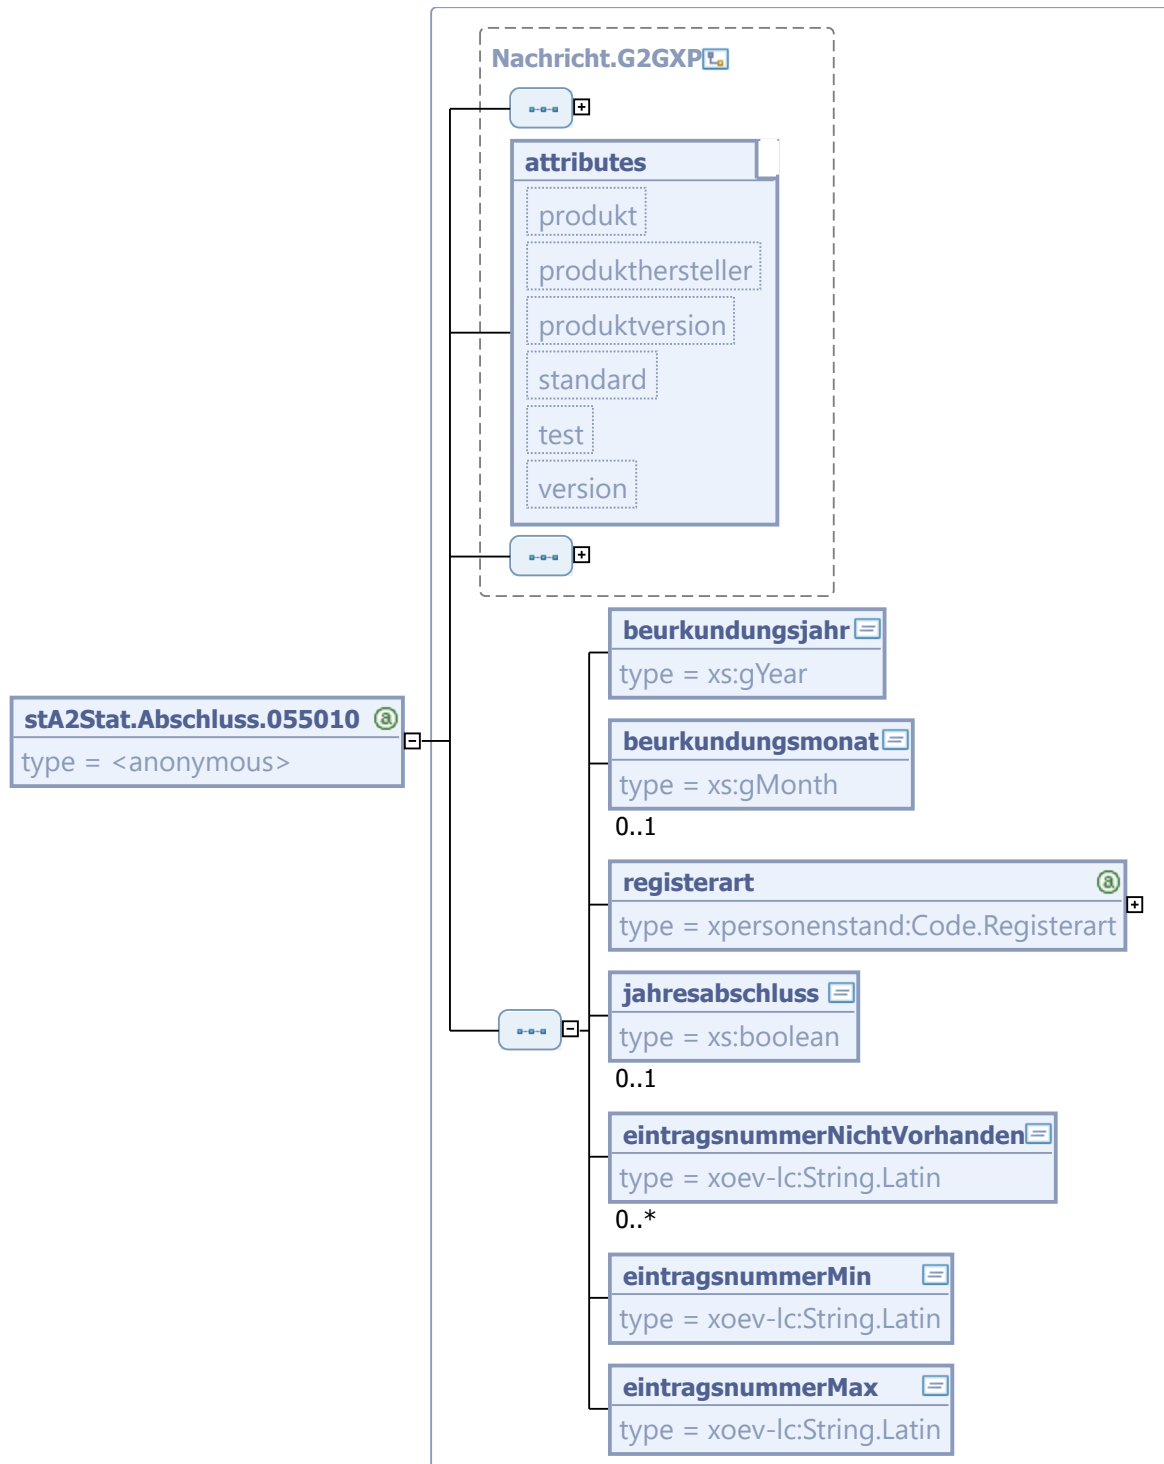 Nachricht.G2GXP
attributes
produkt
produkthersteller
produktversion
standard
test
version
beurkundungsjahr
type = xs:gYear
stA2Stat.Abschluss.055010
type = <anonymous>
beurkundungsmonat
type = xs:gMonth
0..1
registerart
type = xpersonenstand:Code.Registerart
jahresabschluss
type = xs:boolean
0..1
eintragsnummerNichtVorhanden
type = xoev-lc:String.Latin
0..*
eintragsnummerMin
type = xoev-lc:String.Latin
eintragsnummerMax
type = xoev-lc:String.Latin